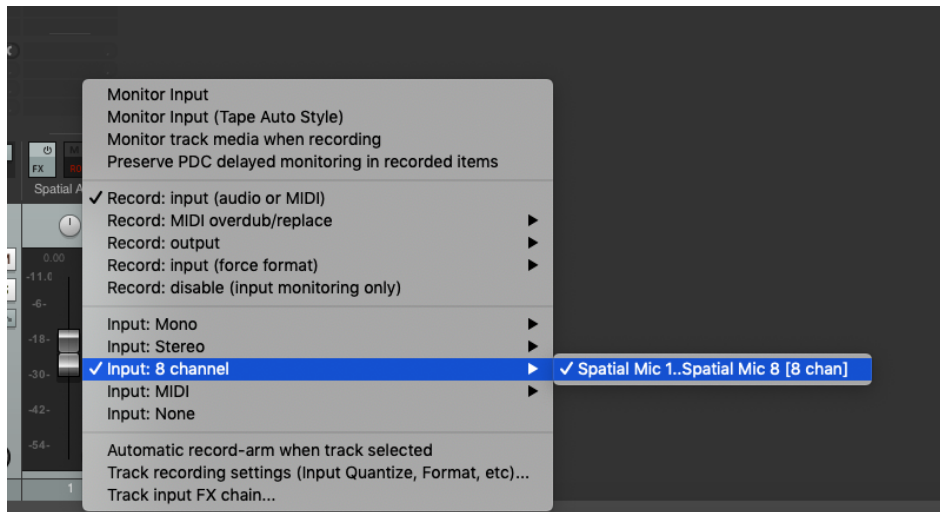 Monitor Input
Monitor Input (Tape Auto Style)
Monitor track media when recording
Preserve PDC delayed monitoring in recorded items
FX
Spatial A
✓ Record: input (audio or MIDI)
Record: MIDI overdub/replace
Record: output
Record: input (force format)
Record: disable (input monitoring only)
0.00
-11.0
-6-
-18-
-30-
-42-
-54-
Input: Mono
Input: Stereo
✓ Input: 8 channel
✓ Spatial Mic 1..Spatial Mic 8 [8 chan]
Input: MIDI
Input: None
Automatic record-arm when track selected
Track recording settings (Input Quantize, Format, etc)...
Track input FX chain...
1